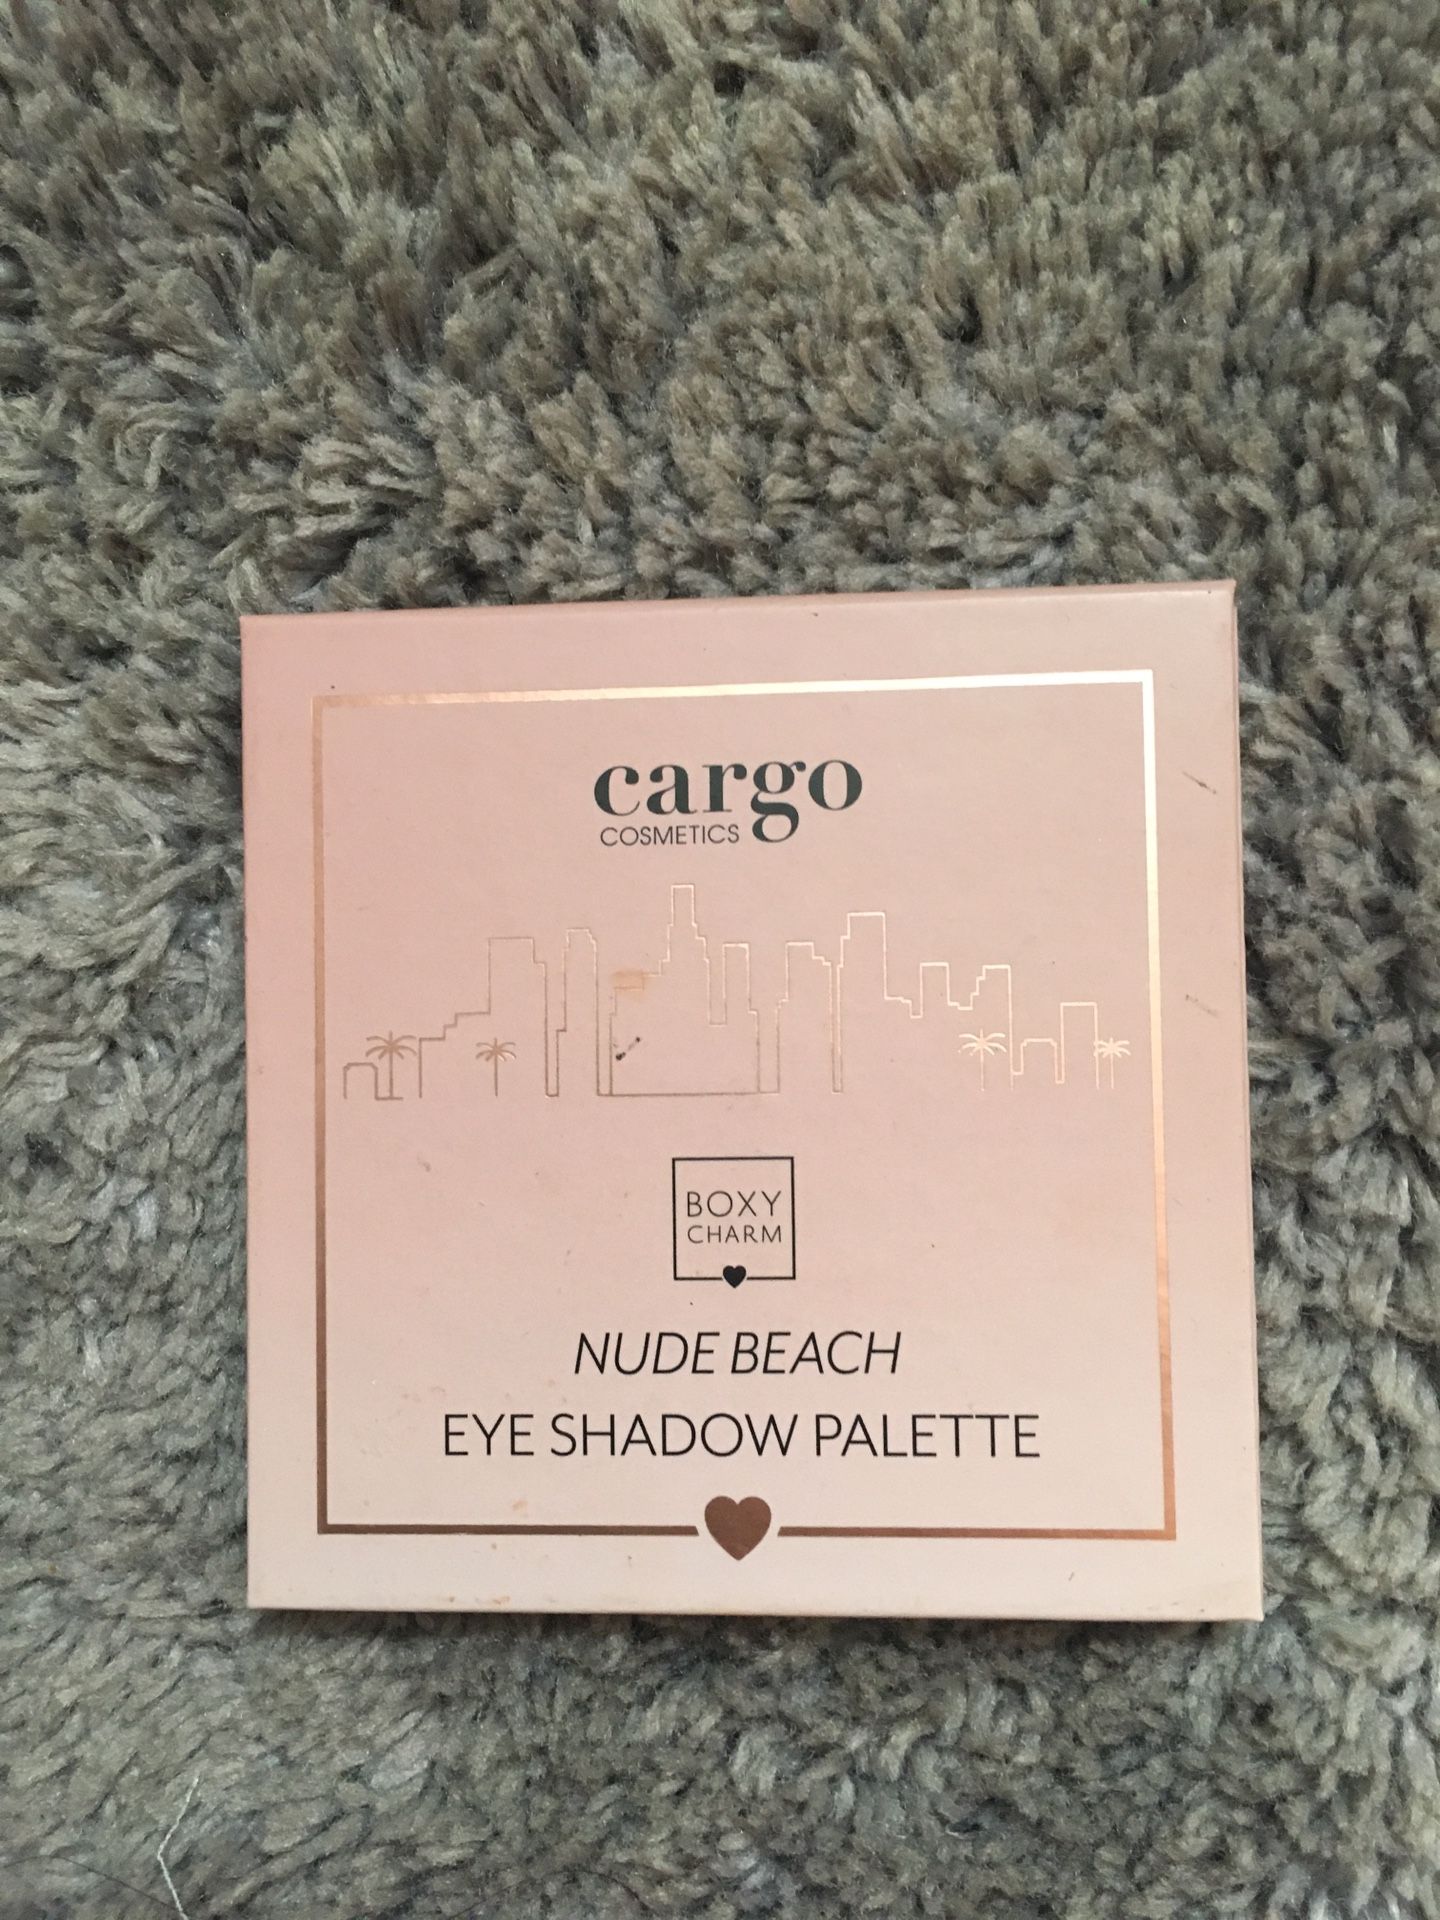 cargo
COSMETICS
BOXY
CHARM
NUDE BEACH
EYE SHADOW PALETTE